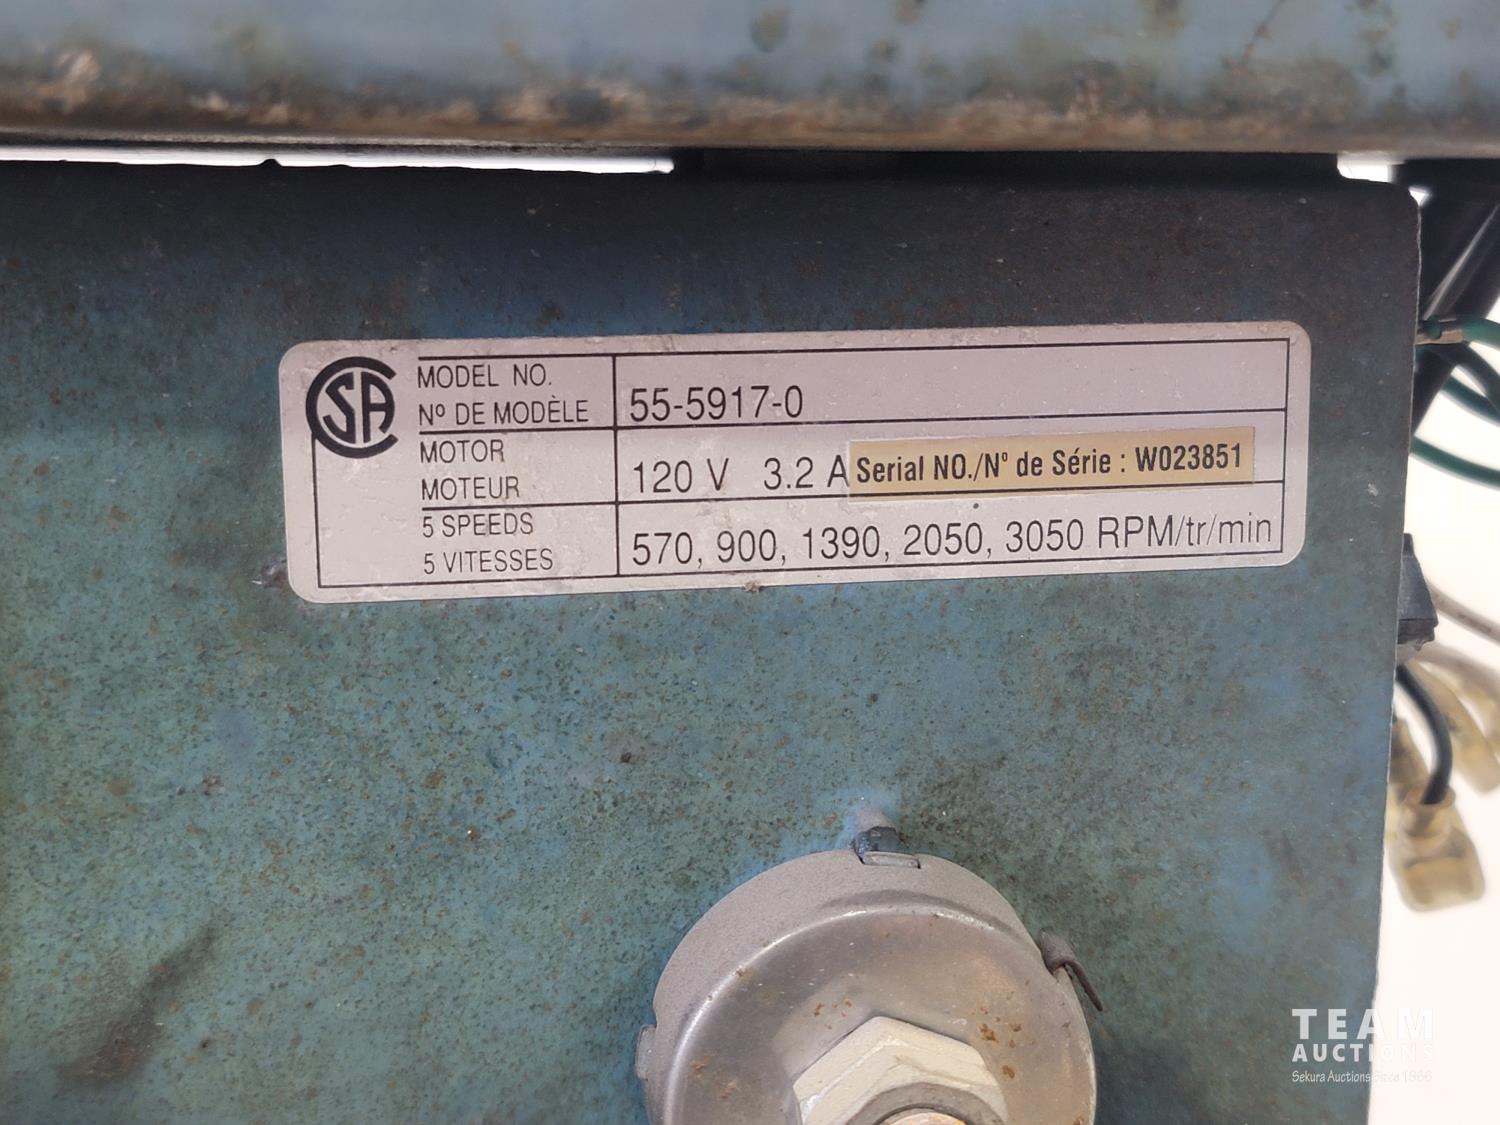 CSA
MODEL NO.
Nº DE MODÈLE
55-5917-0
MOTOR
MOTEUR
120 V 3.2 A
Serial NO./N° de Série : W023851
5 SPEEDS
5 VITESSES
570, 900, 1390, 2050, 3050 RPM/tr/min
TEAM
AUCTIONS
Sekura Auctions Since 1966